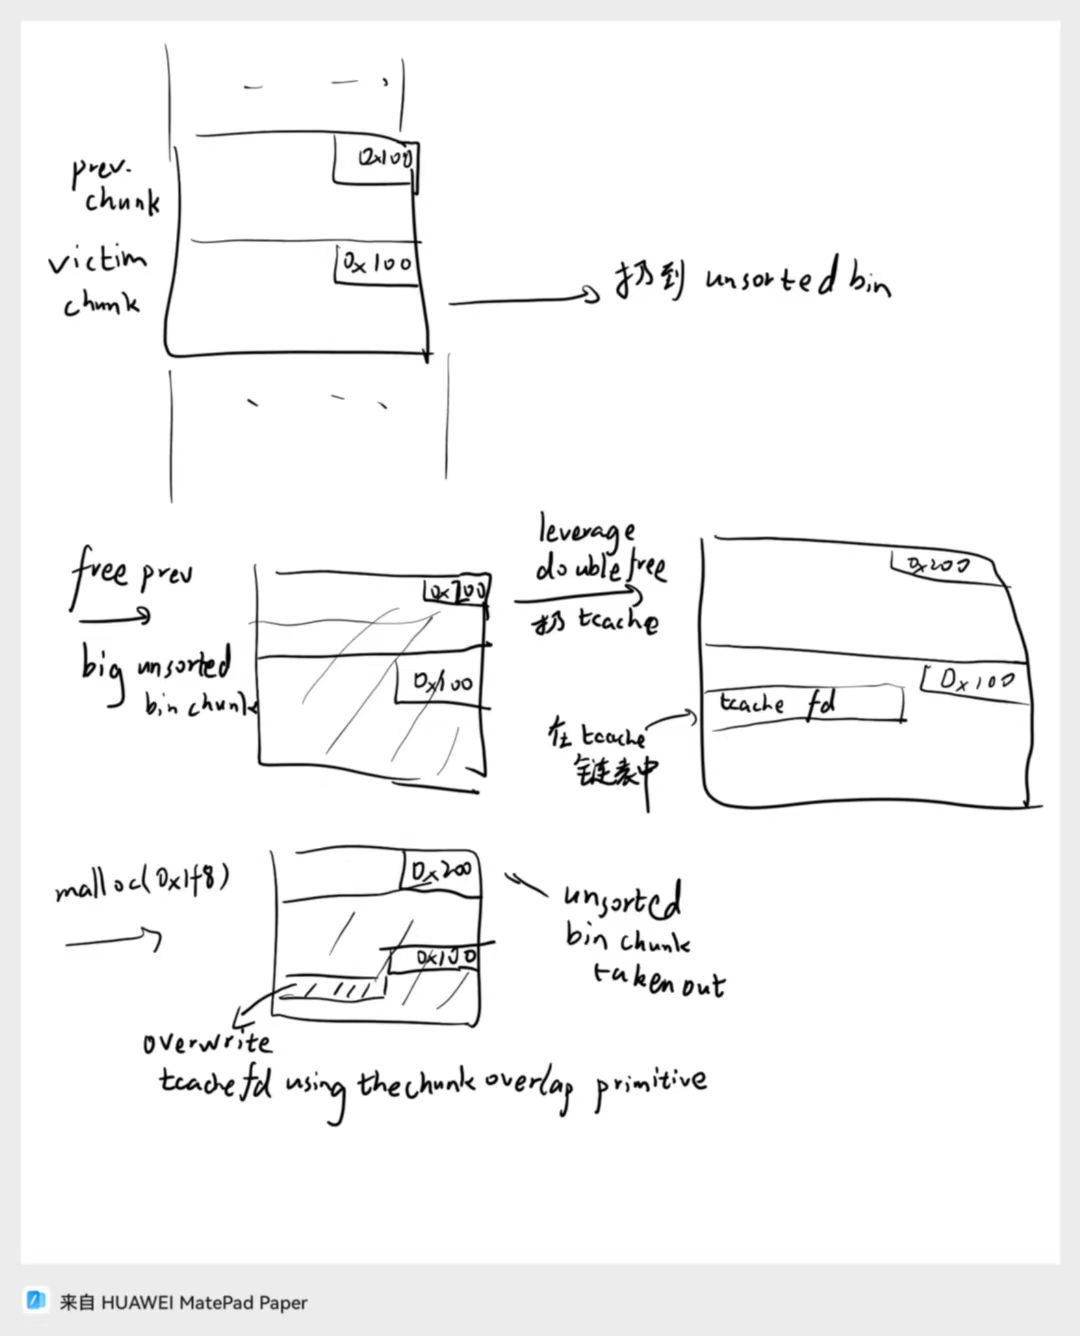 0x100
prev.
chunk
victim
chunk
0x100
扔到 unsorted bin
free prev
big unsorted
bin chunk
0x200
0x100
leverage
double free
扔 tcache
0x200
0x100
tcache fd
在 tcache
链表中
malloc(0x1f8)
0x200
0x100
unsorted
bin chunk
taken out
overwrite
tcache fd using the chunk overlap primitive
来自 HUAWEI MatePad Paper